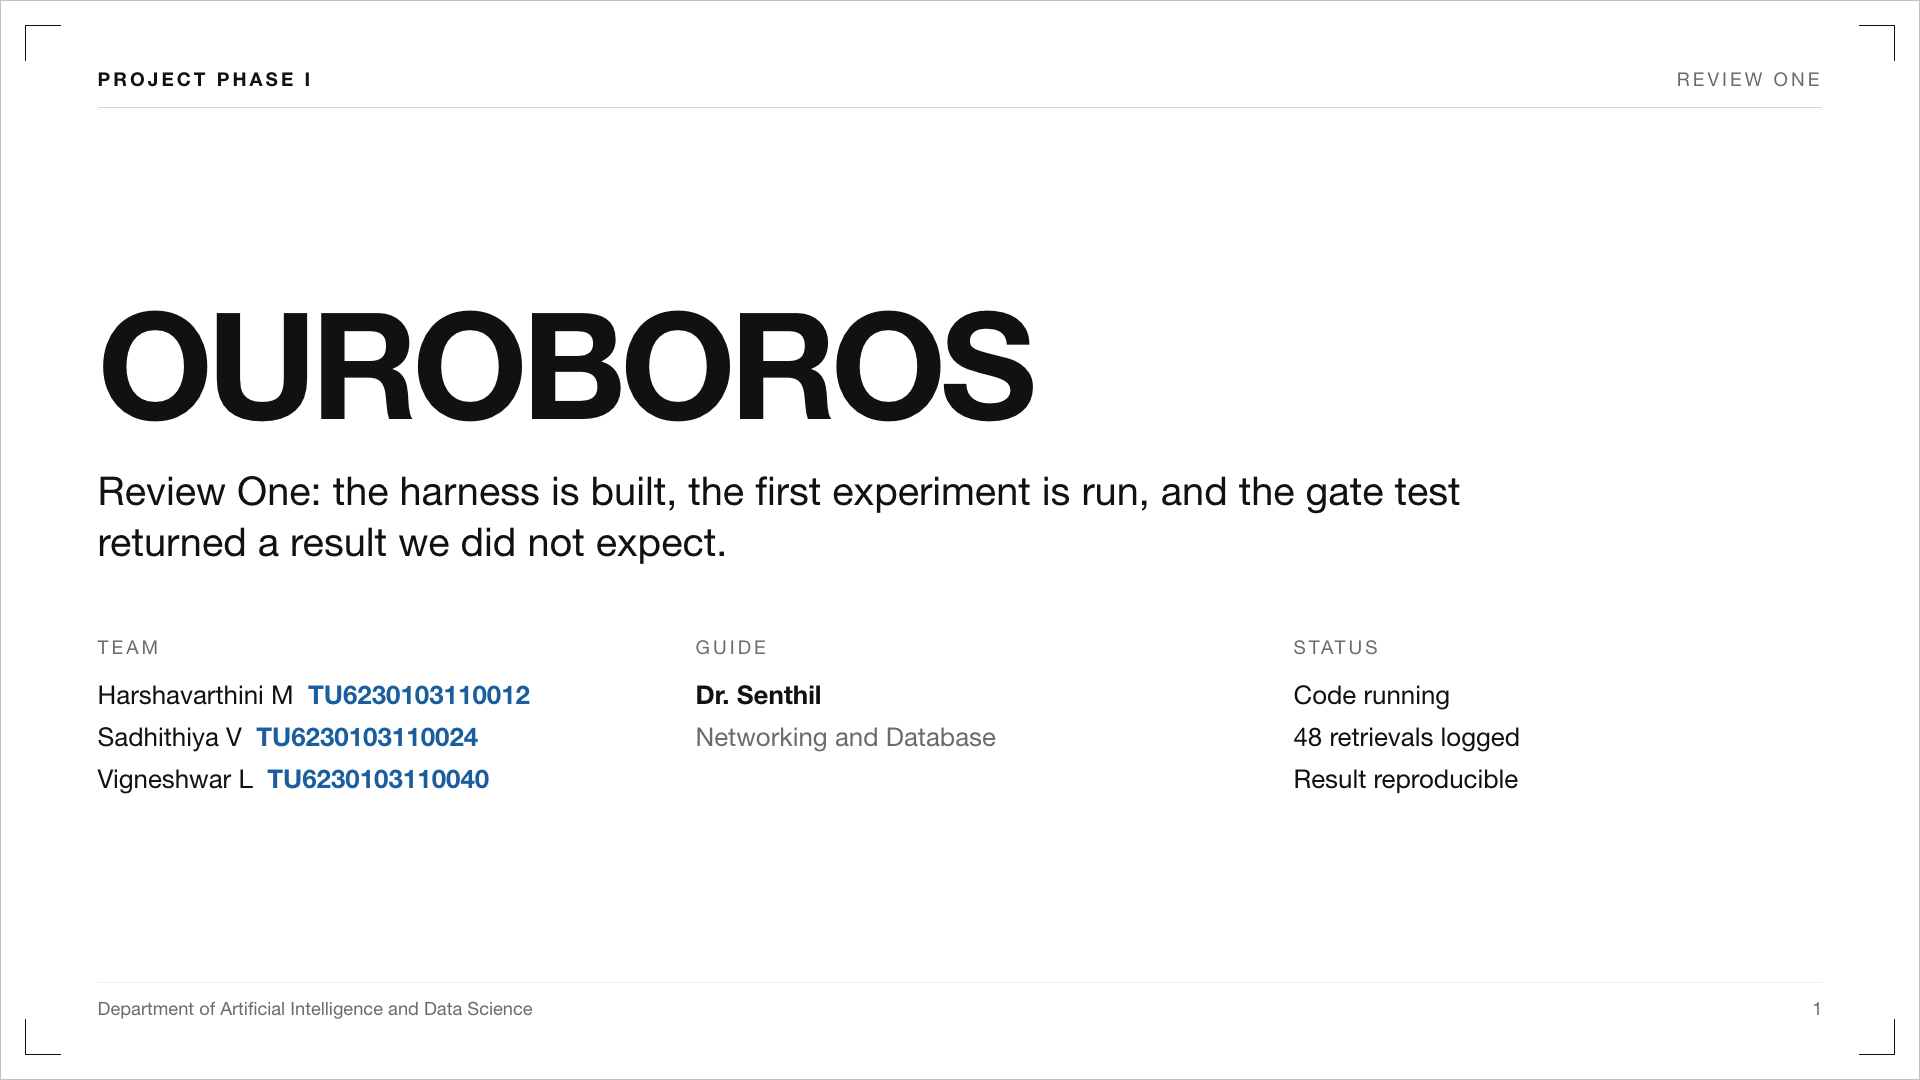 PROJECT PHASE I
REVIEW ONE
OUROBOROS
Review One: the harness is built, the first experiment is run, and the gate test
returned a result we did not expect.
TEAM
Harshavarthini M TU6230103110012
Sadhithiya V TU6230103110024
Vigneshwar L TU6230103110040
GUIDE
Dr. Senthil
Networking and Database
STATUS
Code running
48 retrievals logged
Result reproducible
Department of Artificial Intelligence and Data Science
1